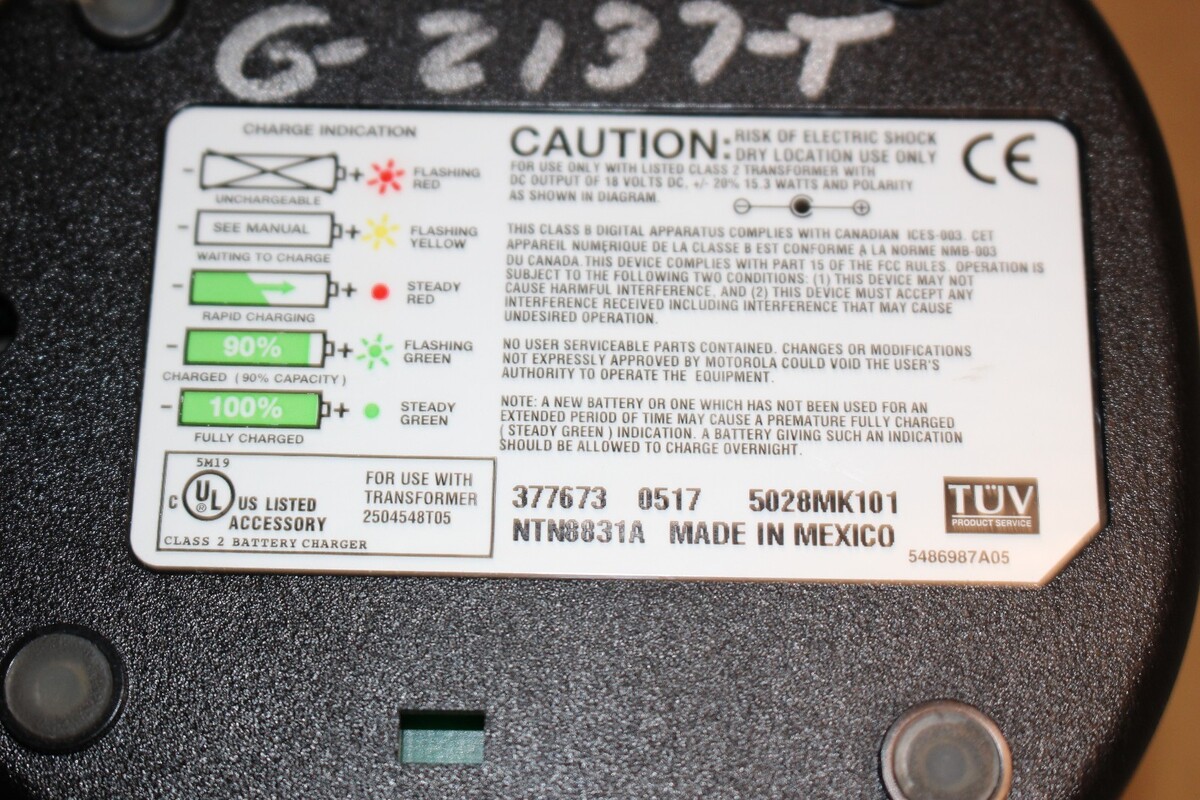 G-2137-T
CHARGE INDICATION
- + FLASHING
RED
UNCHARGEABLE
- SEE MANUAL + FLASHING
YELLOW
WAITING TO CHARGE
- + STEADY
RED
RAPID CHARGING
- 90% + FLASHING
GREEN
CHARGED (90% CAPACITY)
- 100% + STEADY
GREEN
FULLY CHARGED
5M19
C UL ® US LISTED
ACCESSORY
CLASS 2 BATTERY CHARGER
FOR USE WITH
TRANSFORMER
2504548T05
CAUTION: RISK OF ELECTRIC SHOCK
DRY LOCATION USE ONLY
FOR USE ONLY WITH LISTED CLASS 2 TRANSFORMER WITH
DC OUTPUT OF 18 VOLTS DC, +/- 20% 15.3 WATTS AND POLARITY
AS SHOWN IN DIAGRAM.
CE
THIS CLASS B DIGITAL APPARATUS COMPLIES WITH CANADIAN ICES-003. CET
APPAREIL NUMÉRIQUE DE LA CLASSE B EST CONFORME A LA NORME NMB-003
DU CANADA.THIS DEVICE COMPLIES WITH PART 15 OF THE FCC RULES. OPERATION IS
SUBJECT TO THE FOLLOWING TWO CONDITIONS: (1) THIS DEVICE MAY NOT
CAUSE HARMFUL INTERFERENCE, AND (2) THIS DEVICE MUST ACCEPT ANY
INTERFERENCE RECEIVED INCLUDING INTERFERENCE THAT MAY CAUSE
UNDESIRED OPERATION.
NO USER SERVICEABLE PARTS CONTAINED. CHANGES OR MODIFICATIONS
NOT EXPRESSLY APPROVED BY MOTOROLA COULD VOID THE USER'S
AUTHORITY TO OPERATE THE EQUIPMENT.
NOTE: A NEW BATTERY OR ONE WHICH HAS NOT BEEN USED FOR AN
EXTENDED PERIOD OF TIME MAY CAUSE A PREMATURE FULLY CHARGED
(STEADY GREEN) INDICATION. A BATTERY GIVING SUCH AN INDICATION
SHOULD BE ALLOWED TO CHARGE OVERNIGHT.
377673 0517 5028MK101
NTN8831A MADE IN MEXICO
TÜV
PRODUCT SERVICE
5486987A05